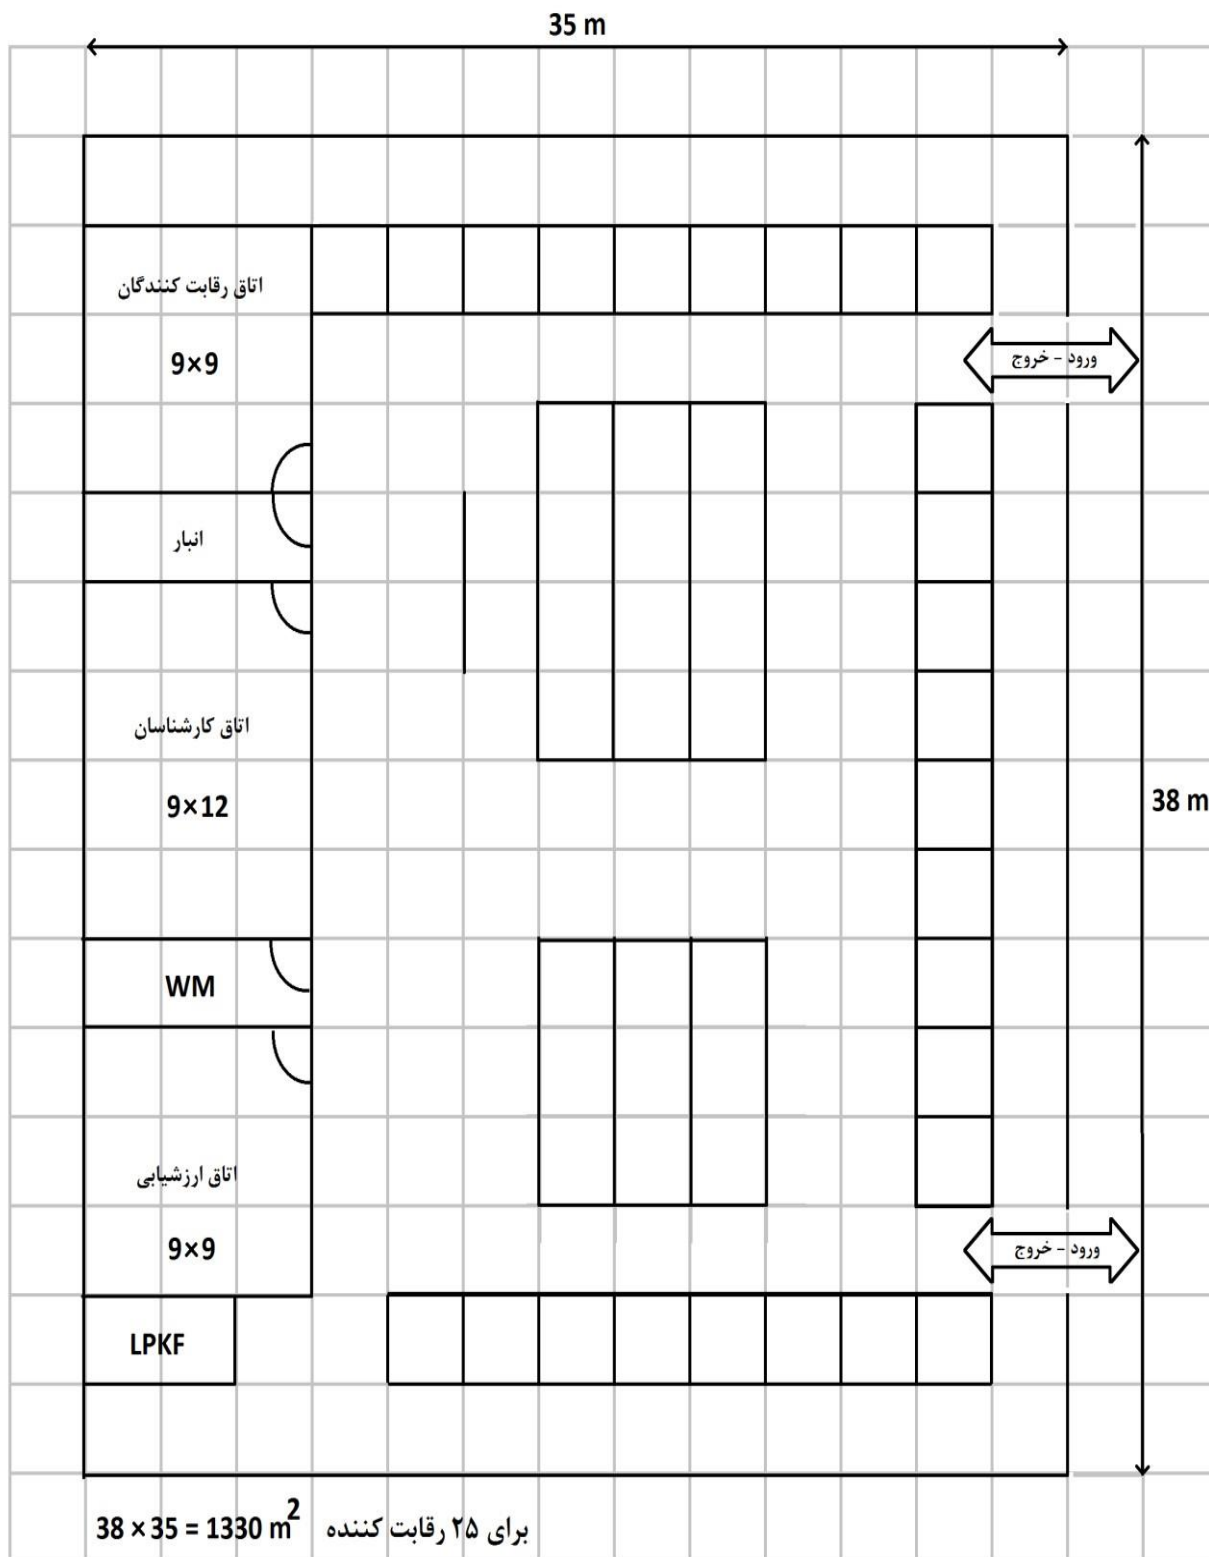 35 m
اتاق رقابت کنندگان
9×9
ورود - خروج
انبار
اتاق کارشناسان
9×12
38 m
WM
اتاق ارزشیابی
9×9
ورود - خروج
LPKF
38 × 35 = 1330 m² برای ۲۵ رقابت کننده